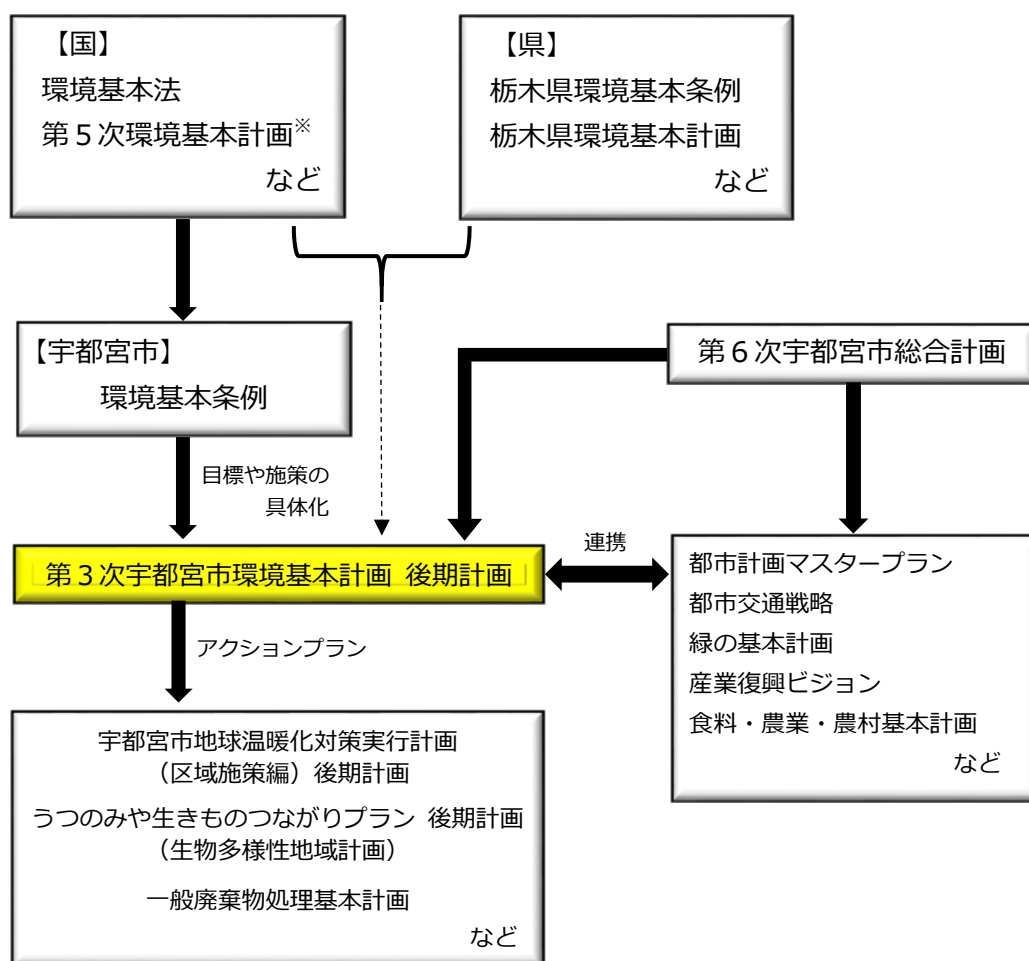 【国】
環境基本法
第5次環境基本計画※
など
【県】
栃木県環境基本条例
栃木県環境基本計画
など
【宇都宮市】
環境基本条例
第6次宇都宮市総合計画
目標や施策の
具体化
第3次宇都宮市環境基本計画 後期計画
連携
都市計画マスタープラン
都市交通戦略
緑の基本計画
産業復興ビジョン
食料・農業・農村基本計画
など
アクションプラン
宇都宮市地球温暖化対策実行計画
（区域施策編）後期計画
うつのみや生きものつながりプラン 後期計画
（生物多様性地域計画）
一般廃棄物処理基本計画
など